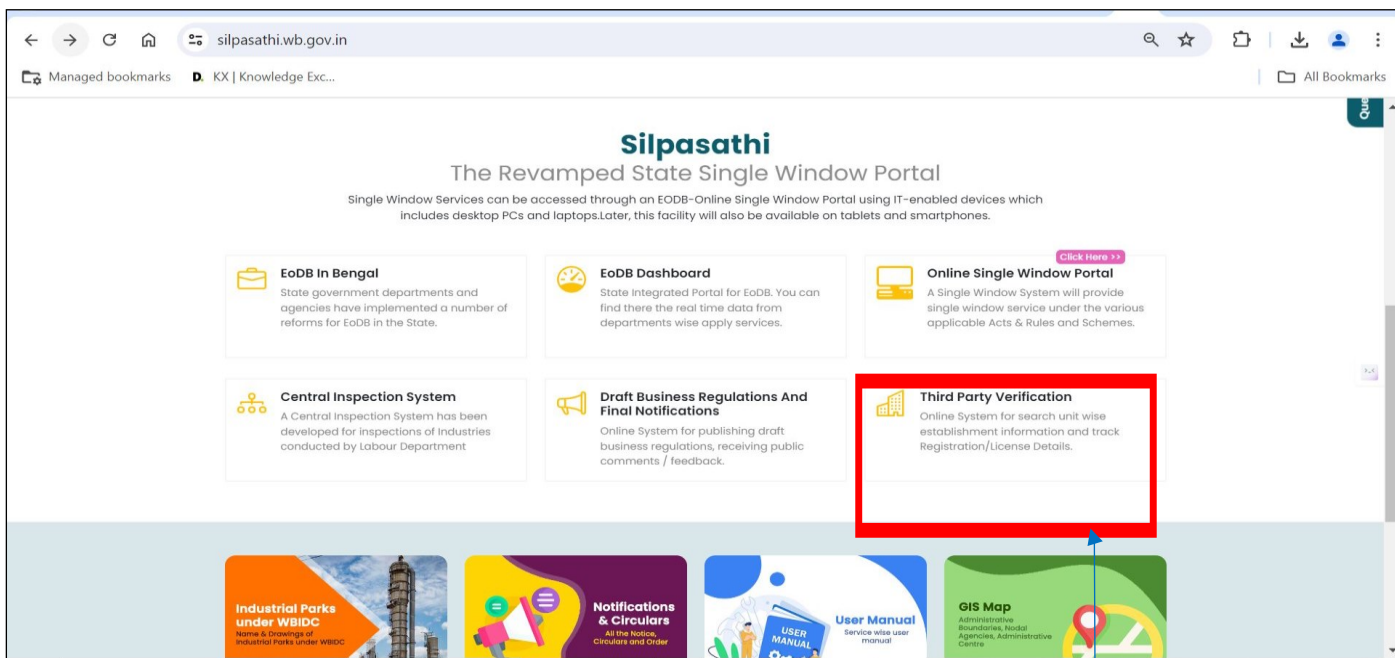 silpasathi.wb.gov.in
Managed bookmarks
D. KX | Knowledge Exc...
All Bookmarks
Que
Silpasathi
The Revamped State Single Window Portal
Single Window Services can be accessed through an EODB-Online Single Window Portal using IT-enabled devices which
includes desktop PCs and laptops.Later, this facility will also be available on tablets and smartphones.
EoDB In Bengal
State government departments and
agencies have implemented a number of
reforms for EoDB in the State.
EoDB Dashboard
State Integrated Portal for EoDB. You can
find there the real time data from
departments wise apply services.
Click Here >>
Online Single Window Portal
A Single Window System will provide
single window service under the various
applicable Acts & Rules and Schemes.
Central Inspection System
A Central Inspection System has been
developed for inspections of Industries
conducted by Labour Department
Draft Business Regulations And
Final Notifications
Online System for publishing draft
business regulations, receiving public
comments / feedback.
Third Party Verification
Online System for search unit wise
establishment information and track
Registration/License Details.
Industrial Parks
under WBIDC
Name & Drawings of
Industrial Parks under WBIDC
Notifications
& Circulars
All the Notice,
Circulars and Order
USER
MANUAL
User Manual
Service wise user
manual
GIS Map
Administrative
Boundaries, Nodal
Agencies, Administrative
Centre